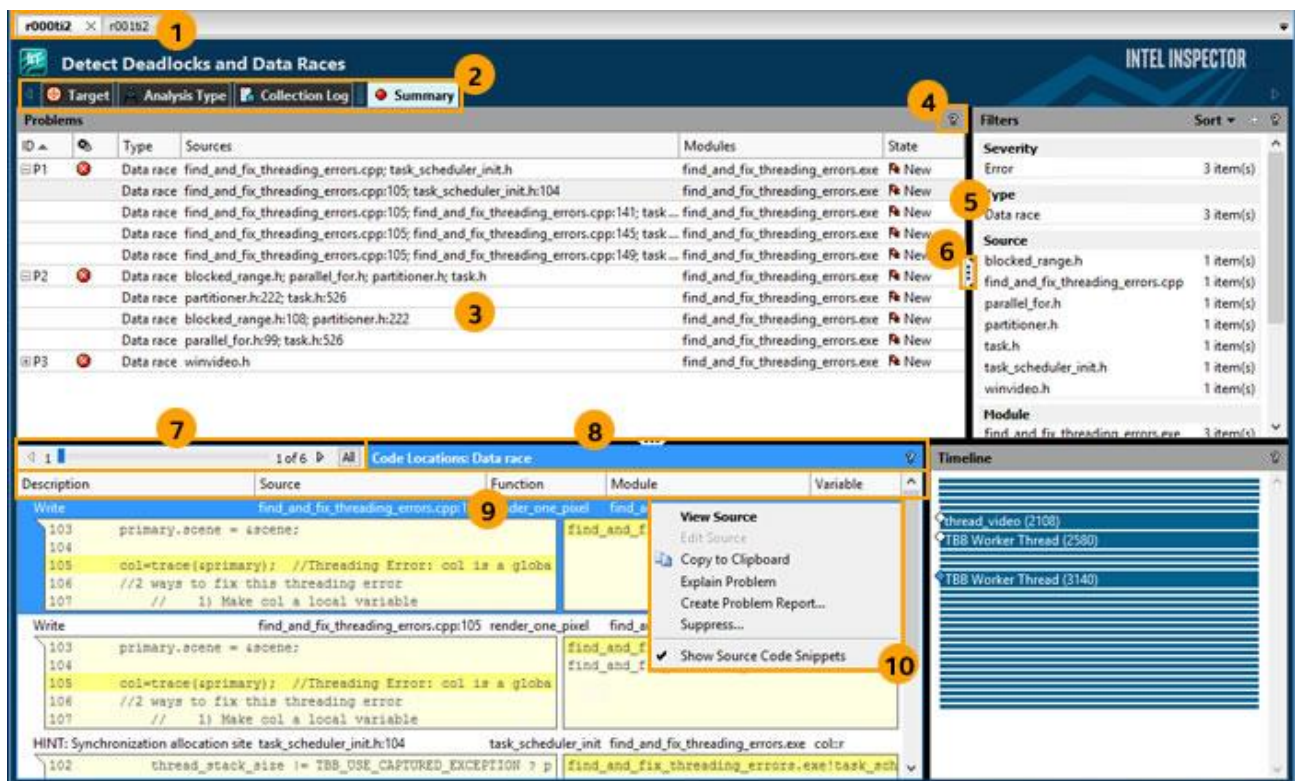 r000ti2 r001ti2
1
Detect Deadlocks and Data Races
INTEL INSPECTOR
2
Target Analysis Type Collection Log Summary
4
Problems
ID Type Sources Modules State
P1 Data race find_and_fix_threading_errors.cpp; task_scheduler_init.h find_and_fix_threading_errors.exe New
Data race find_and_fix_threading_errors.cpp:105; task_scheduler_init.h:104 find_and_fix_threading_errors.exe New
Data race find_and_fix_threading_errors.cpp:105; find_and_fix_threading_errors.cpp:141; task ... find_and_fix_threading_errors.exe New
Data race find_and_fix_threading_errors.cpp:105; find_and_fix_threading_errors.cpp:145; task ... find_and_fix_threading_errors.exe New
Data race find_and_fix_threading_errors.cpp:105; find_and_fix_threading_errors.cpp:149; task ... find_and_fix_threading_errors.exe New
P2 Data race blocked_range.h; parallel_for.h; partitioner.h; task.h find_and_fix_threading_errors.exe New
Data race partitioner.h:222; task.h:526 find_and_fix_threading_errors.exe New
Data race blocked_range.h:108; partitioner.h:222 find_and_fix_threading_errors.exe New
3
Data race parallel_for.h:99; task.h:526 find_and_fix_threading_errors.exe New
P3 Data race winvideo.h find_and_fix_threading_errors.exe New
Filters Sort
Severity
Error 3 item(s)
5
Type
Data race 3 item(s)
Source
6
blocked_range.h 1 item(s)
find_and_fix_threading_errors.cpp 1 item(s)
parallel_for.h 1 item(s)
partitioner.h 1 item(s)
task.h 1 item(s)
task_scheduler_init.h 1 item(s)
winvideo.h 1 item(s)
Module
find_and_fix_threading_errors.exe 3 item(s)
7
8
1 1 of 6 All Code Locations: Data race
Description Source Function Module Variable
Write find_and_fix_threading_errors.cpp:1 9 nder_one_pixel find_a
103 primary.scene = &scene; find_and_f
104
105 col=trace(&primary); //Threading Error: col is a globa
106 //2 ways to fix this threading error
107 // 1) Make col a local variable
Write find_and_fix_threading_errors.cpp:105 render_one_pixel find_a
103 primary.scene = &scene; find_and_f
104 find_and_f
105 col=trace(&primary); //Threading Error: col is a globa
106 //2 ways to fix this threading error
107 // 1) Make col a local variable
HINT: Synchronization allocation site task_scheduler_init.h:104 task_scheduler_init find_and_fix_threading_errors.exe col::r
102 thread_stack_size |= TBB_USE_CAPTURED_EXCEPTION ? p find_and_fix_threading_errors.exe!task_sch
View Source
Edit Source
Copy to Clipboard
Explain Problem
Create Problem Report...
Suppress...
Show Source Code Snippets
10
Timeline
thread_video (2108)
TBB Worker Thread (2580)
TBB Worker Thread (3140)